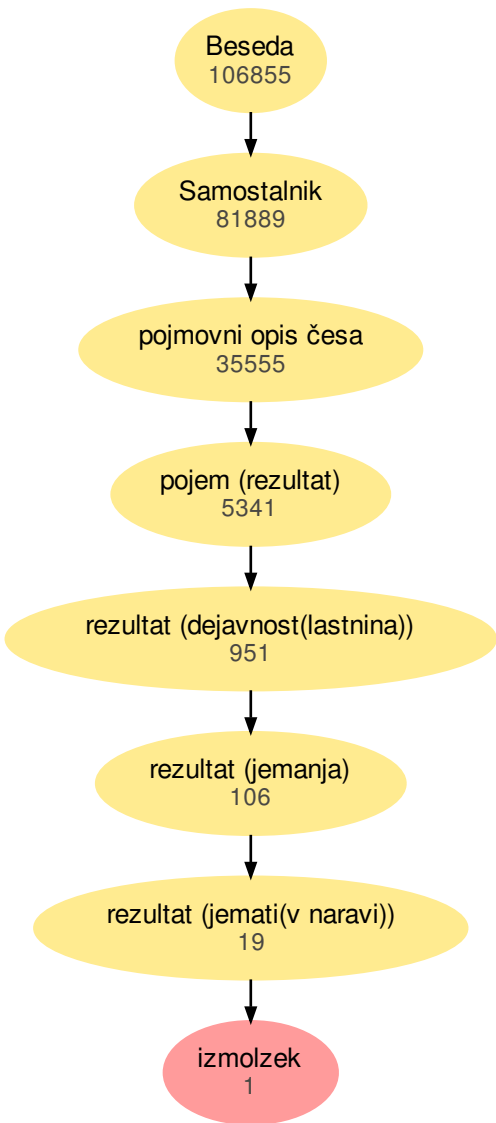 Beseda
106855
Samostalnik
81889
pojmovni opis česa
35555
pojem (rezultat)
5341
rezultat (dejavnost(lastnina))
951
rezultat (jemanja)
106
rezultat (jemati(v naravi))
19
izmolzek
1